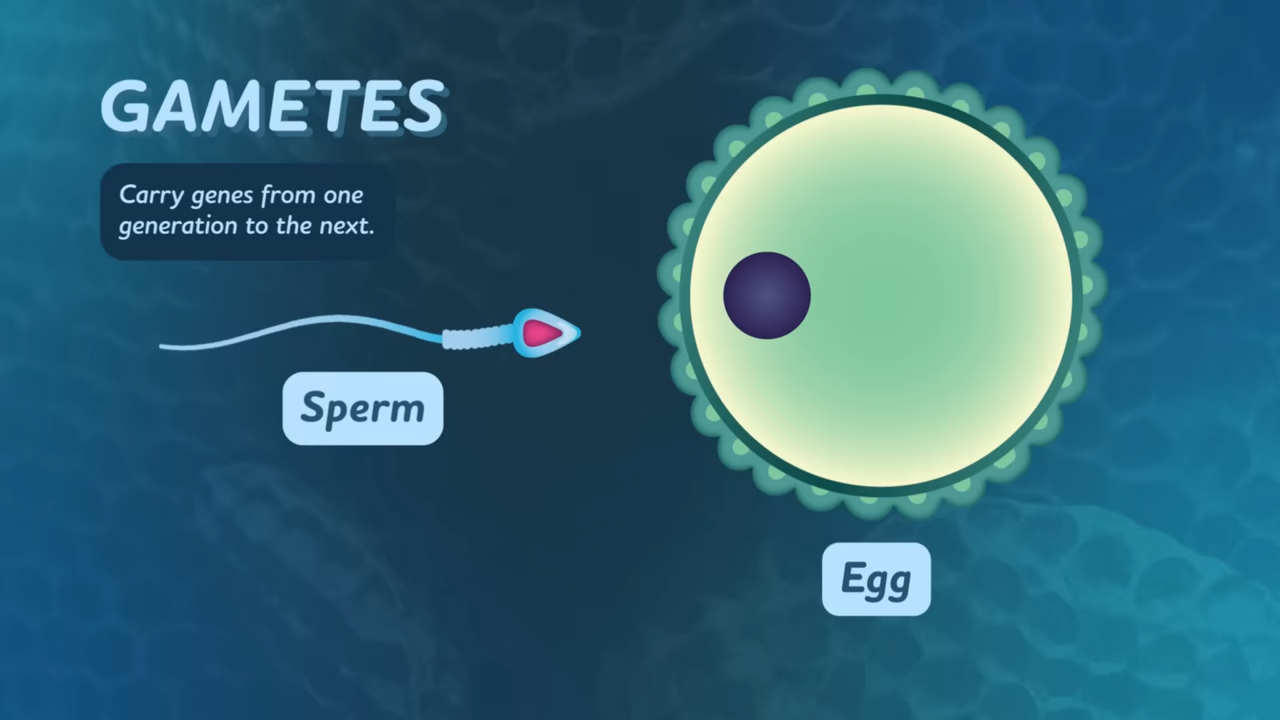 GAMETES
Carry genes from one
generation to the next.
Sperm
Egg